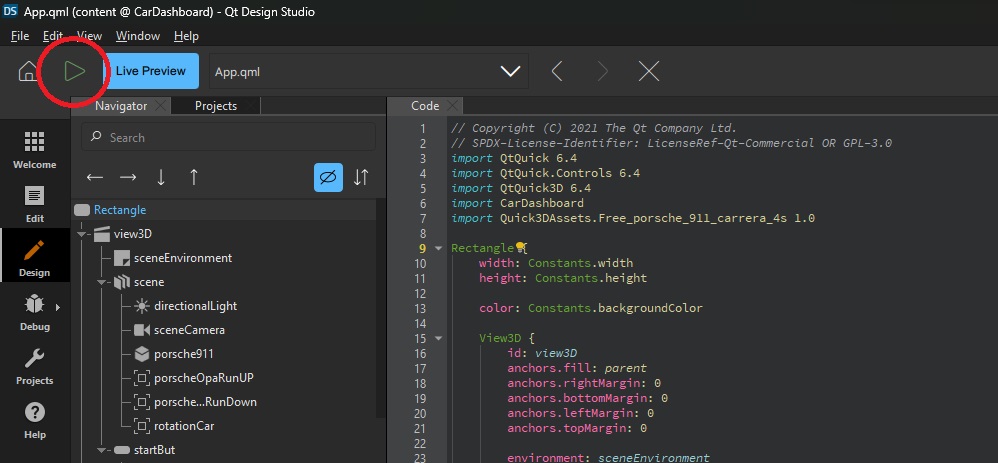 DS App.qml (content @ CarDashboard) - Qt Design Studio
File Edit View Window Help
Live Preview App.qml
Navigator Projects
Search
Welcome
Edit
Design
Debug
Projects
Help
Rectangle
view3D
sceneEnvironment
scene
directionalLight
sceneCamera
porsche911
porscheOpaRunUP
porsche...RunDown
rotationCar
startBut
Code
1 // Copyright (C) 2021 The Qt Company Ltd.
2 // SPDX-License-Identifier: LicenseRef-Qt-Commercial OR GPL-3.0
3 import QtQuick 6.4
4 import QtQuick.Controls 6.4
5 import QtQuick3D 6.4
6 import CarDashboard
7 import Quick3DAssets.Free_porsche_911_carrera_4s 1.0
8
9 Rectangle {
10 width: Constants.width
11 height: Constants.height
12
13 color: Constants.backgroundColor
14
15 View3D {
16 id: view3D
17 anchors.fill: parent
18 anchors.rightMargin: 0
19 anchors.bottomMargin: 0
20 anchors.leftMargin: 0
21 anchors.topMargin: 0
22
23 environment: sceneEnvironment